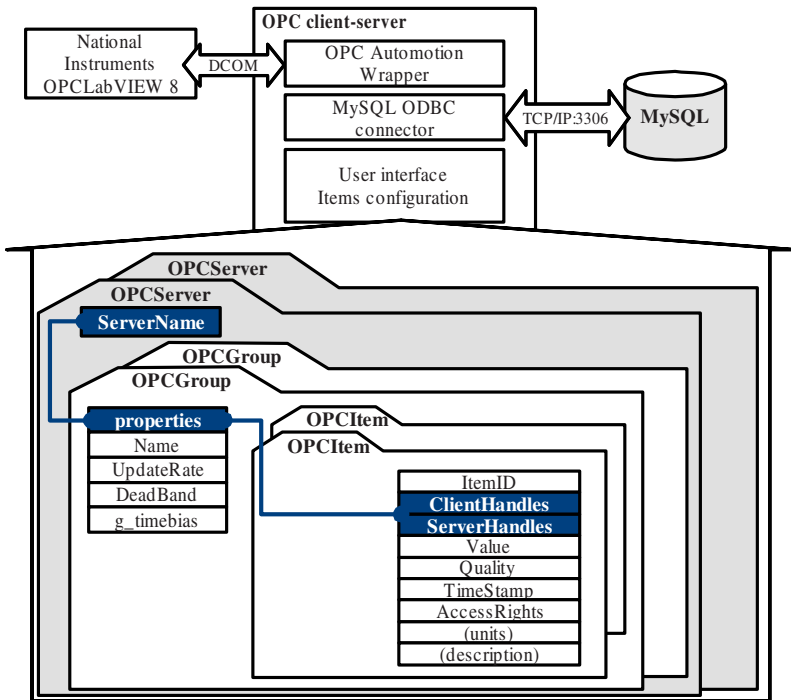 OPC client-server
National
Instruments
OPCLabVIEW 8
DCOM
OPC Automotion
Wrapper
MySQL ODBC
connector
TCP/IP:3306
MySQL
User interface
Items configuration
OPCServer
OPCServer
ServerName
OPCGroup
OPCGroup
properties
Name
UpdateRate
DeadBand
g_timebias
OPCItem
OPCItem
ItemID
ClientHandles
ServerHandles
Value
Quality
TimeStamp
AccessRights
(units)
(description)